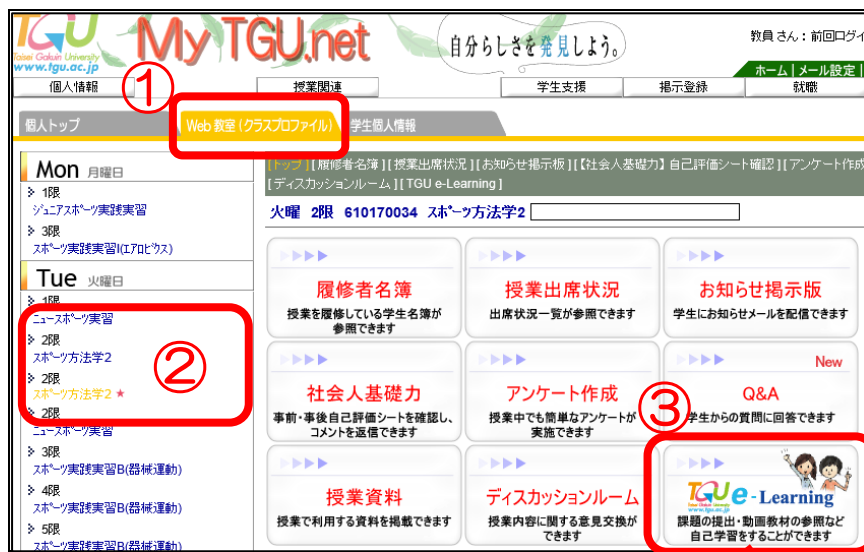 TGU
Taisei Gakuin University
www.tgu.ac.jp
My TGU.net
自分らしさを発見しよう。
教員 さん:前回ログイ
ホーム | メール設定 |
個人情報
授業関連
学生支援
掲示登録
就職
①
個人トップ
Web 教室(クラスプロファイル)
学生個人情報
Mon 月曜日
1限
ジュニアスポーツ実践実習
3限
スポーツ実践実習I(エアロビクス)
Tue 火曜日
1限
ニュースポーツ実習
2限
スポーツ方法学2
2限
スポーツ方法学2 ★
2限
ニュースポーツ実習
3限
スポーツ実践実習B(器械運動)
4限
スポーツ実践実習B(器械運動)
5限
スポーツ実践実習B(器械運動)
②
[トップ] [履修者名簿] [授業出席状況] [お知らせ掲示板] [【社会人基礎力】自己評価シート確認] [アンケート作成
[ディスカッションルーム] [TGU e-Learning]
火曜 2限 610170034 スポーツ方法学2
履修者名簿
授業を履修している学生名簿が
参照できます
授業出席状況
出席状況一覧が参照できます
お知らせ掲示版
学生にお知らせメールを配信できます
社会人基礎力
事前・事後自己評価シートを確認し、
コメントを返信できます
アンケート作成
授業中でも簡単なアンケートが
実施できます
New
Q&A
学生からの質問に回答できます
③
授業資料
授業で利用する資料を掲載できます
ディスカッションルーム
授業内容に関する意見交換が
できます
TGU e-Learning
www.tgu.ac.jp
課題の提出・動画教材の参照など
自己学習をすることができます